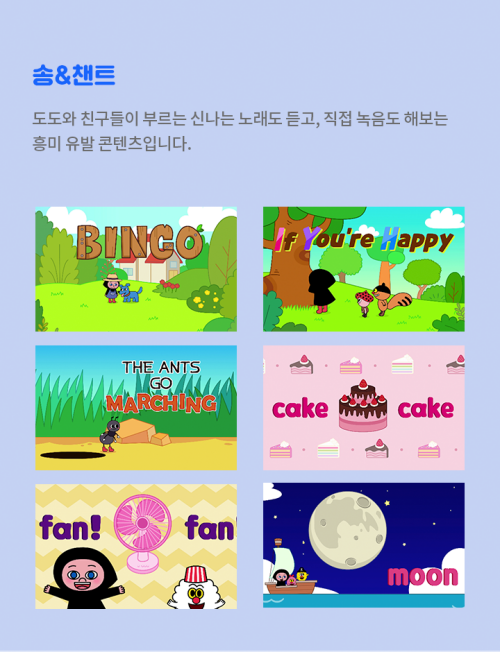 송&챈트
도도와 친구들이 부르는 신나는 노래도 듣고, 직접 녹음도 해보는
흥미 유발 콘텐츠입니다.
BINGO
If You're Happy
THE ANTS
GO
MARCHING
cake cake
fan! fan!
moon